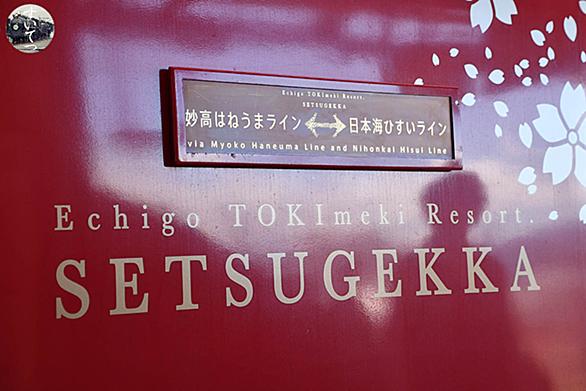 Echigo TOKImeki Resort.
SETSUGEKKA
妙高はねうまライン⇔日本海ひすいライン
via Myoko Haneuma Line and Nihonkai Hisui Line
Echigo TOKImeki Resort.
SETSUGEKKA